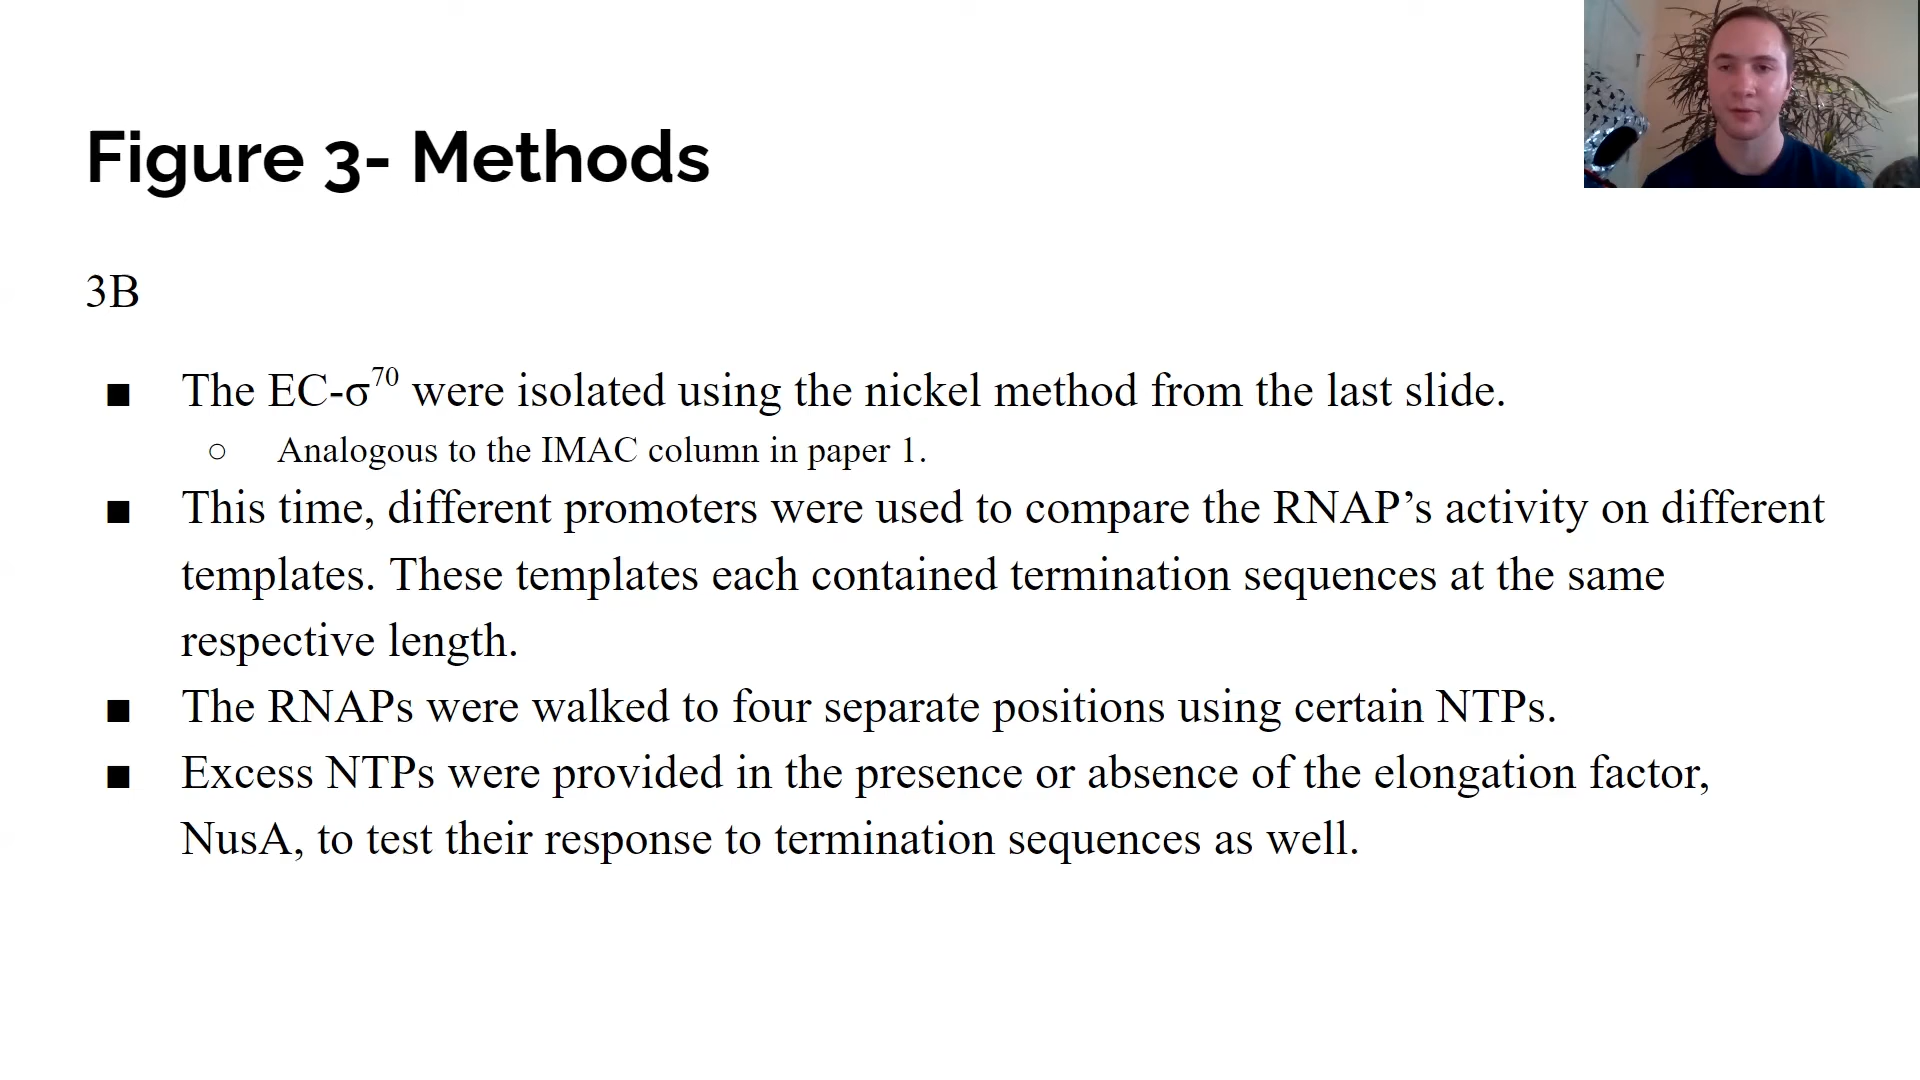 Figure 3- Methods
3B
■ The EC-σ⁷⁰ were isolated using the nickel method from the last slide.
○ Analogous to the IMAC column in paper 1.
■ This time, different promoters were used to compare the RNAP’s activity on different
templates. These templates each contained termination sequences at the same
respective length.
■ The RNAPs were walked to four separate positions using certain NTPs.
■ Excess NTPs were provided in the presence or absence of the elongation factor,
NusA, to test their response to termination sequences as well.